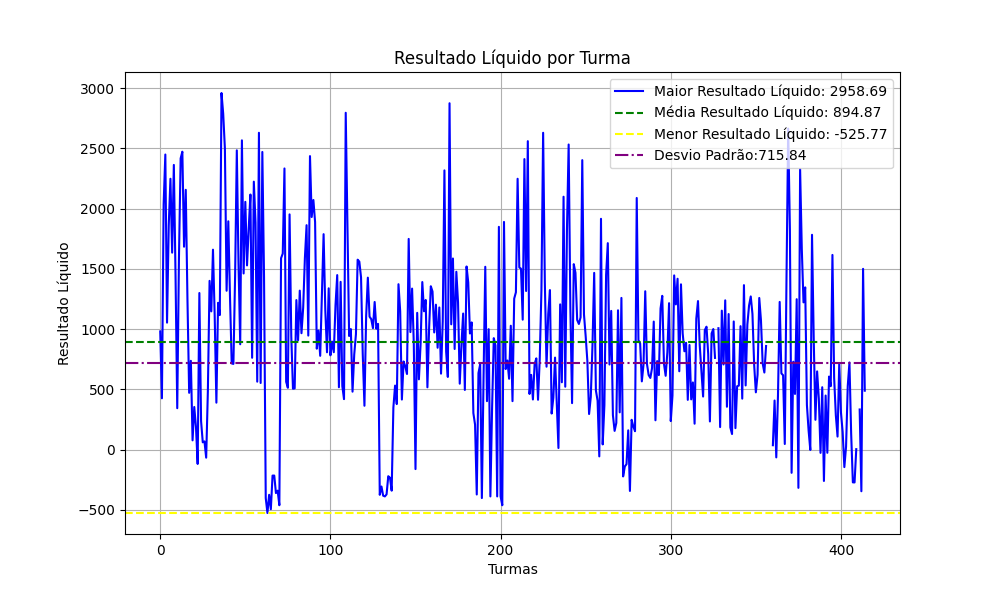 Resultado Líquido por Turma
Maior Resultado Líquido: 2958.69
Média Resultado Líquido: 894.87
Menor Resultado Líquido: -525.77
Desvio Padrão:715.84
Resultado Líquido
3000
2500
2000
1500
1000
500
0
−500
0 100 200 300 400
Turmas